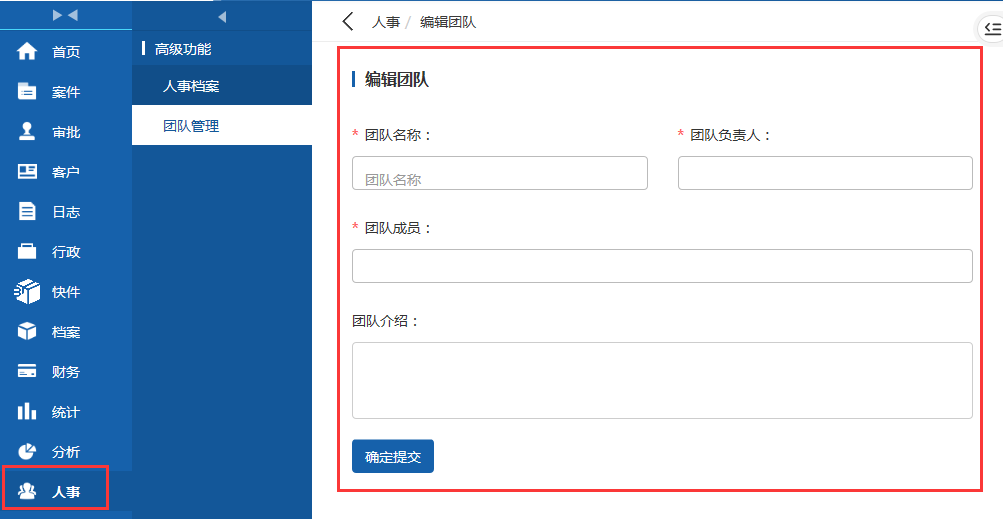 首页
案件
审批
客户
日志
行政
快件
档案
财务
统计
分析
人事
高级功能
人事档案
团队管理
人事 / 编辑团队
编辑团队
* 团队名称：
团队名称
* 团队负责人：
* 团队成员：
团队介绍：
确定提交